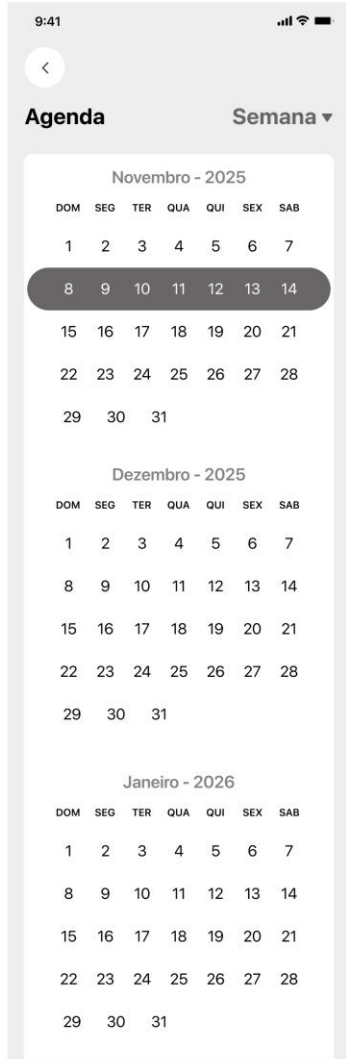 9:41
Agenda Semana ▾
Novembro - 2025
DOM SEG TER QUA QUI SEX SAB
1 2 3 4 5 6 7
8 9 10 11 12 13 14
15 16 17 18 19 20 21
22 23 24 25 26 27 28
29 30 31
Dezembro - 2025
DOM SEG TER QUA QUI SEX SAB
1 2 3 4 5 6 7
8 9 10 11 12 13 14
15 16 17 18 19 20 21
22 23 24 25 26 27 28
29 30 31
Janeiro - 2026
DOM SEG TER QUA QUI SEX SAB
1 2 3 4 5 6 7
8 9 10 11 12 13 14
15 16 17 18 19 20 21
22 23 24 25 26 27 28
29 30 31